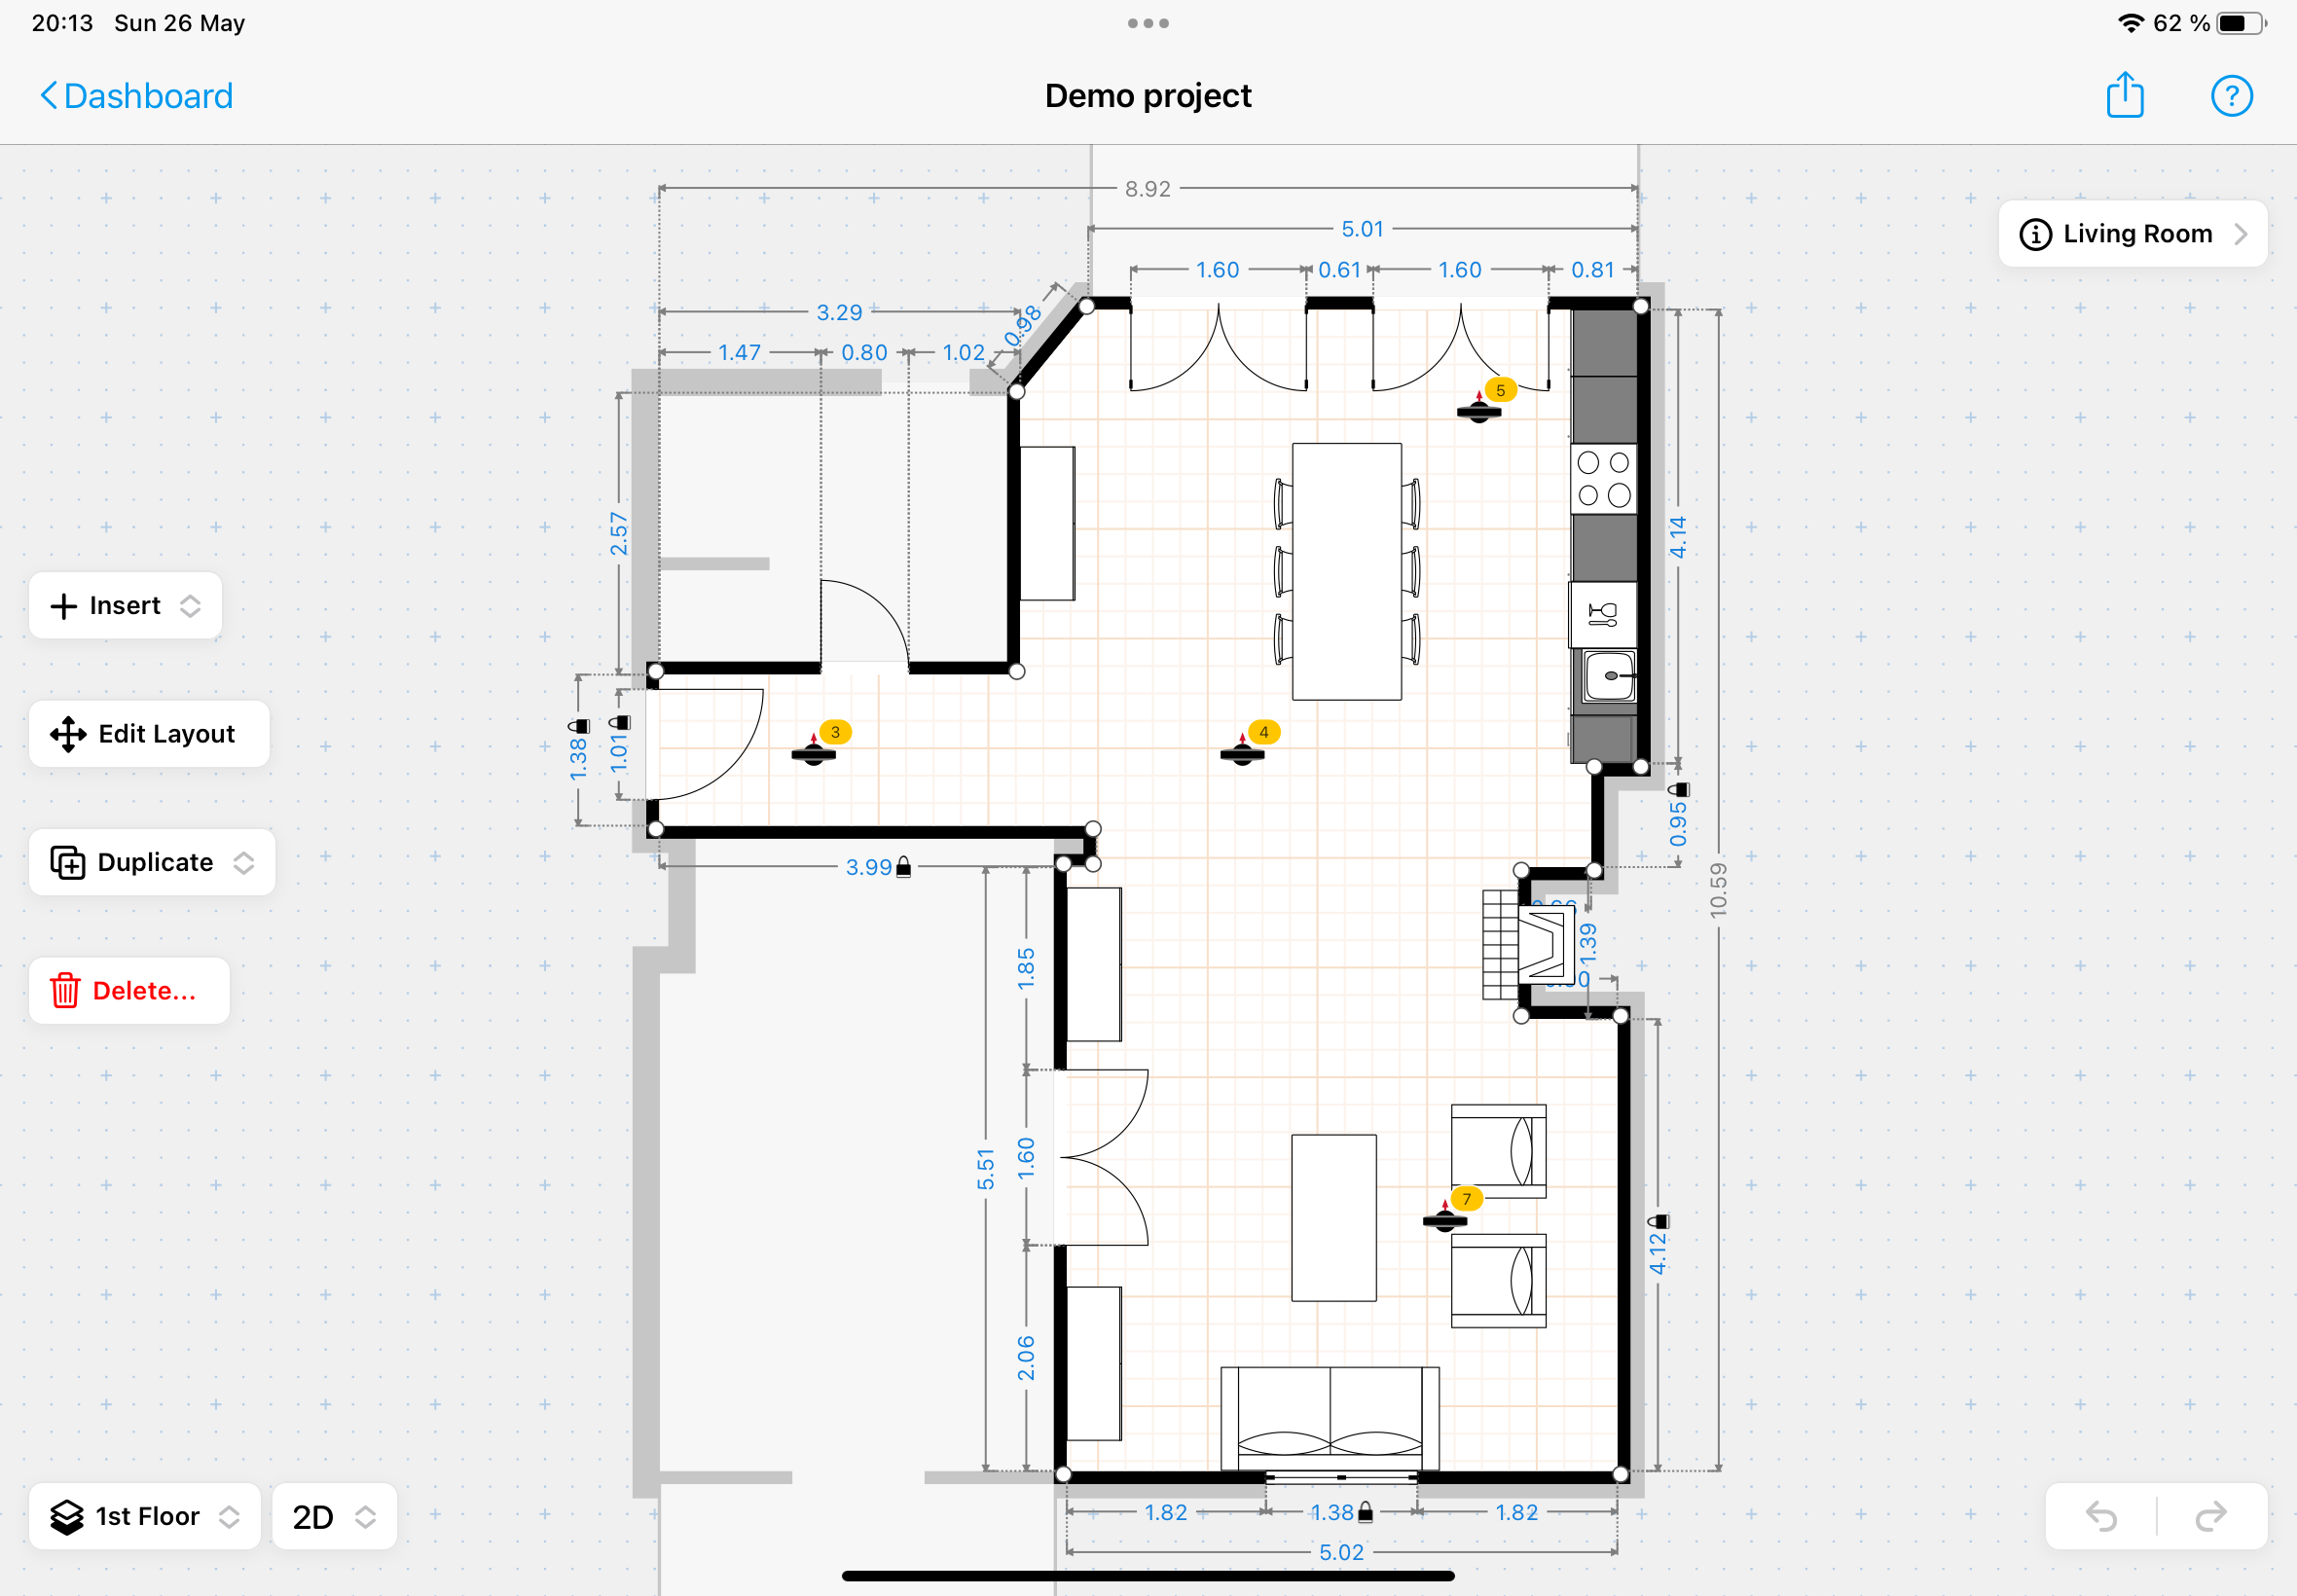 20:13 Sun 26 May
62 %
Dashboard
Demo project
?
8.92
5.01
Living Room
1.60 0.61 1.60 0.81
3.29
0.98
1.47 0.80 1.02
5
2.57
4.14
Insert
3
4
Edit Layout
1.38
1.01
0.95
Duplicate
3.99
10.59
1.39
1.85
Delete...
5.51
1.60
7
4.12
2.06
1st Floor
2D
1.82 1.38 1.82
5.02